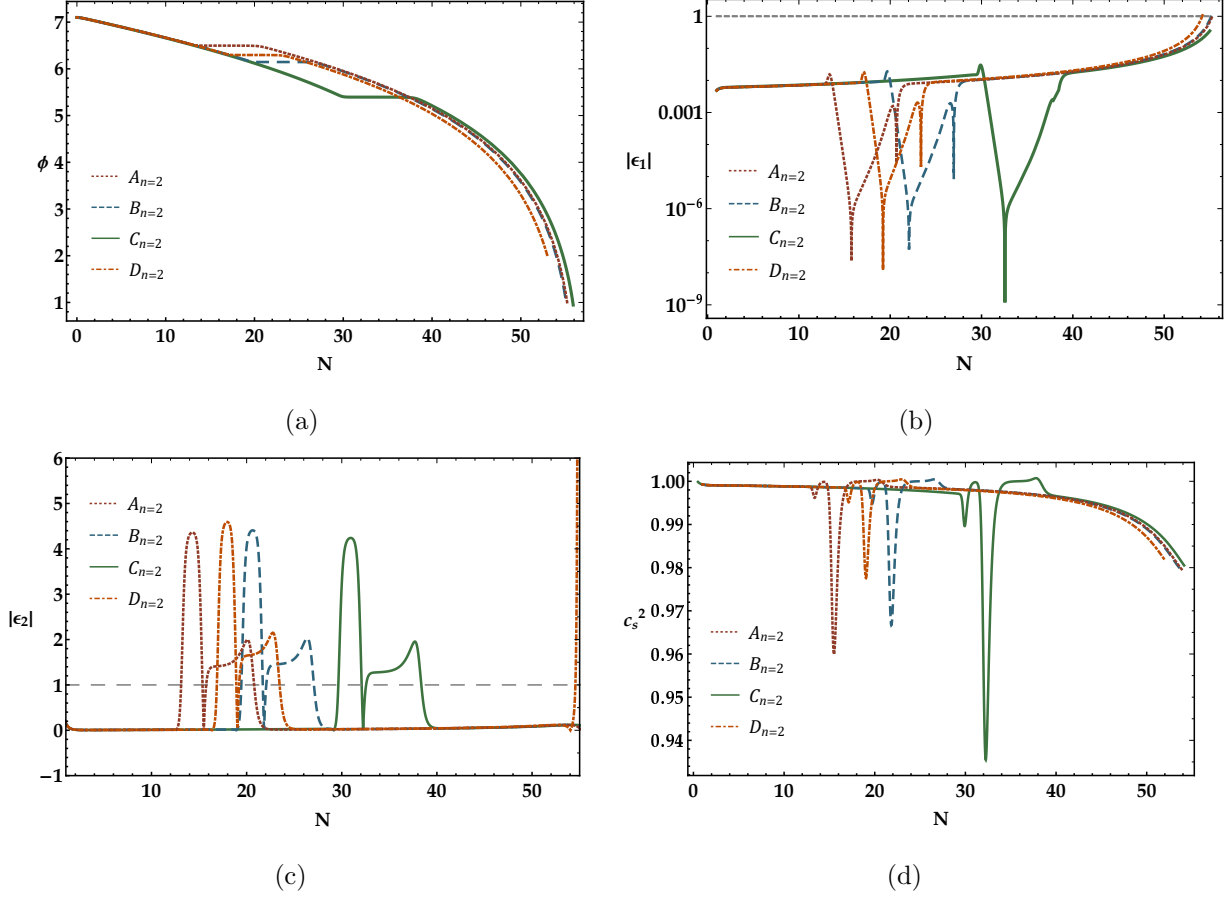 7
6
5
ϕ 4
3
2
1
A_{n=2}
B_{n=2}
C_{n=2}
D_{n=2}
0 10 20 30 40 50
N
(a)
1
0.001
|ϵ₁|
10⁻⁶
10⁻⁹
A_{n=2}
B_{n=2}
C_{n=2}
D_{n=2}
0 10 20 30 40 50
N
(b)
6
5
4
3
|ϵ₂|
2
1
0
−1
A_{n=2}
B_{n=2}
C_{n=2}
D_{n=2}
10 20 30 40 50
N
(c)
1.00
0.99
0.98
0.97
c_s²
0.96
0.95
0.94
A_{n=2}
B_{n=2}
C_{n=2}
D_{n=2}
0 10 20 30 40 50
N
(d)